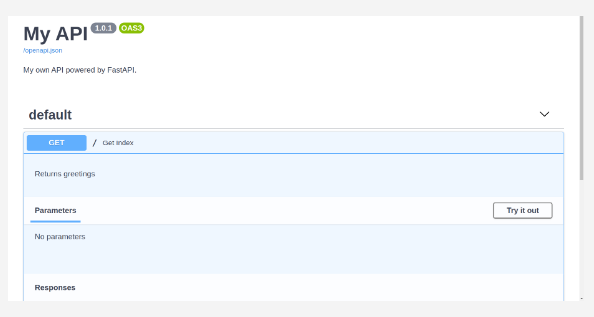 My API 1.0.1 OAS3
/openapi.json
My own API powered by FastAPI.
default
GET / Get Index
Returns greetings
Parameters Try it out
No parameters
Responses